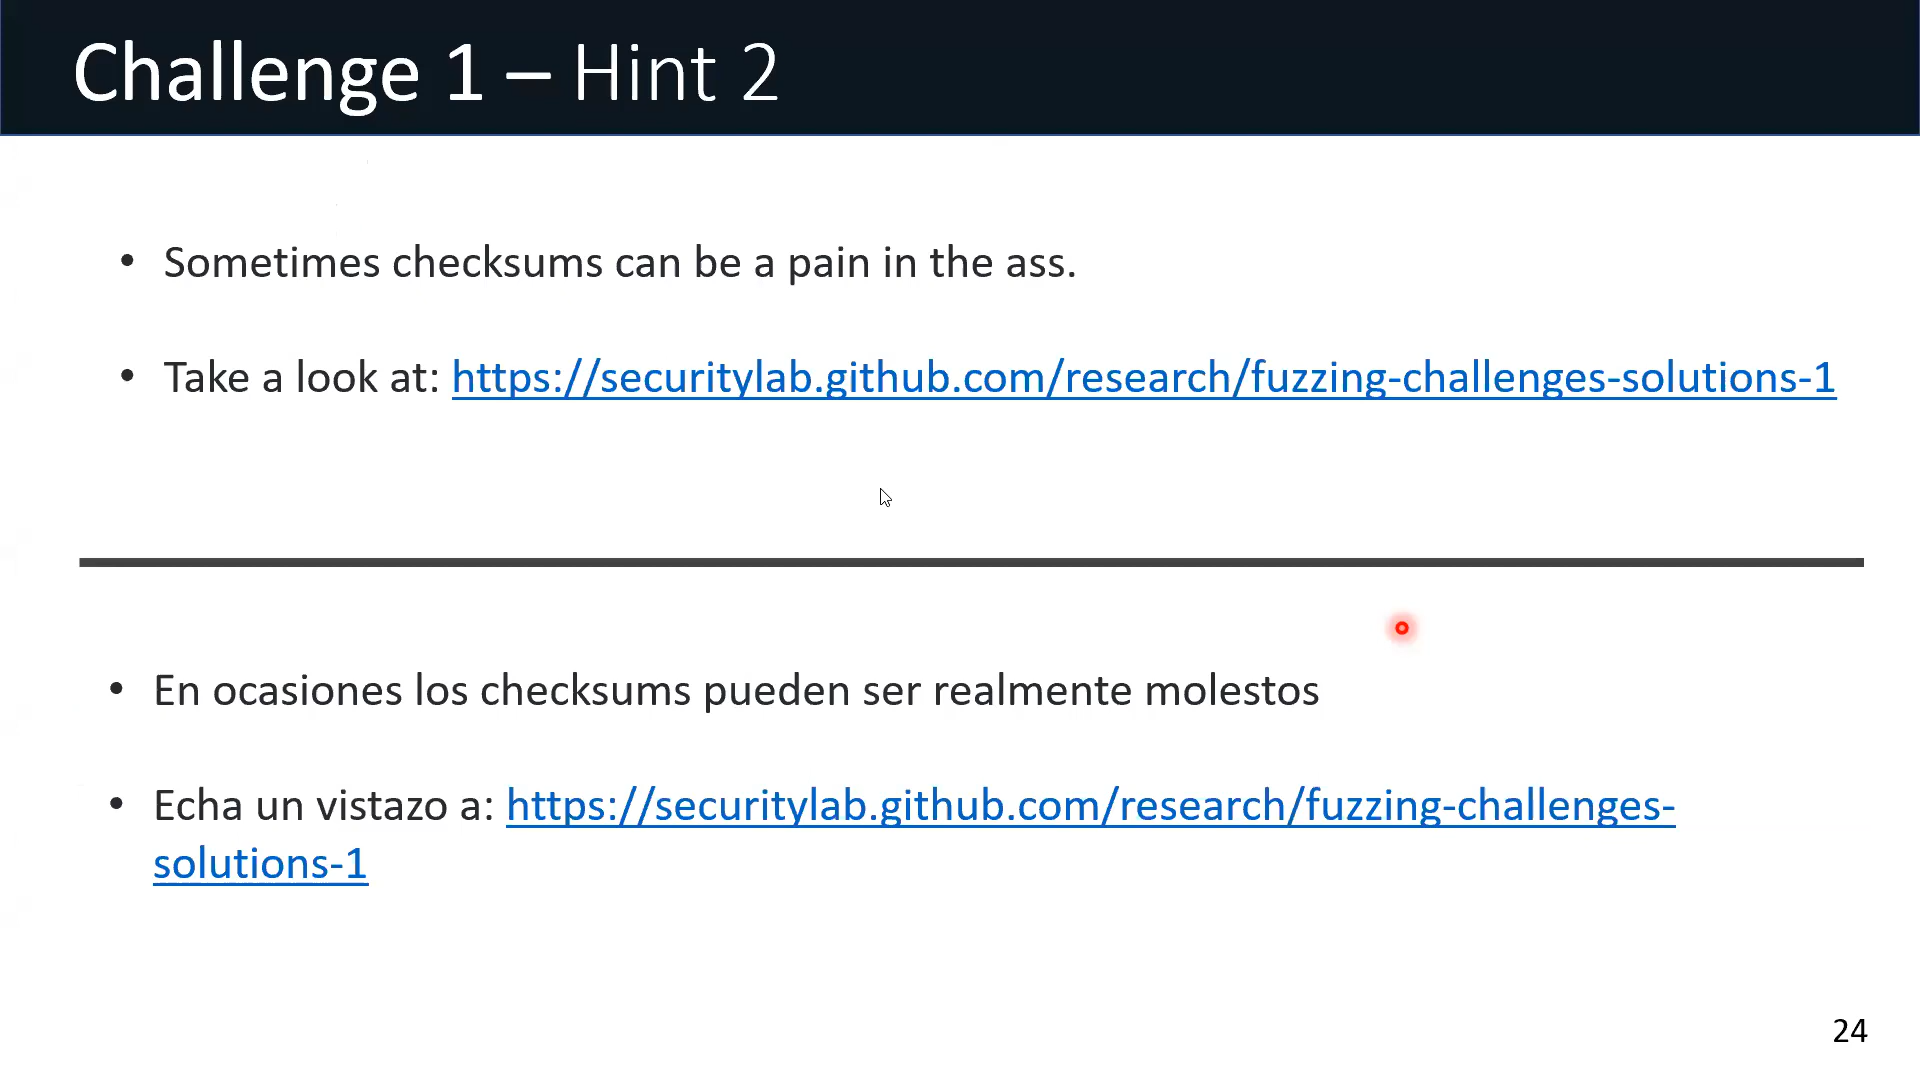 Challenge 1 – Hint 2
• Sometimes checksums can be a pain in the ass.
• Take a look at: https://securitylab.github.com/research/fuzzing-challenges-solutions-1
• En ocasiones los checksums pueden ser realmente molestos
• Echa un vistazo a: https://securitylab.github.com/research/fuzzing-challenges-
solutions-1
24